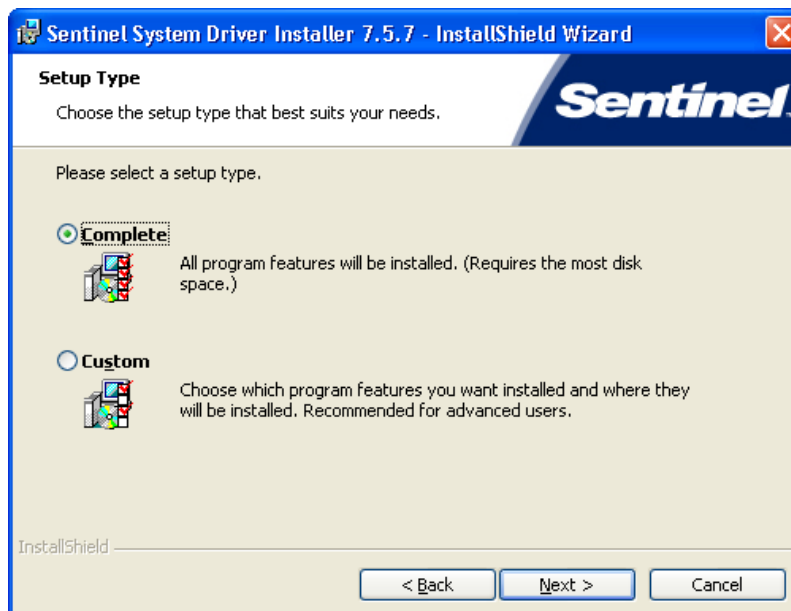 Sentinel System Driver Installer 7.5.7 - InstallShield Wizard
Setup Type
Choose the setup type that best suits your needs.
Sentinel
Please select a setup type.
Complete
All program features will be installed. (Requires the most disk
space.)
Custom
Choose which program features you want installed and where they
will be installed. Recommended for advanced users.
InstallShield
< Back
Next >
Cancel